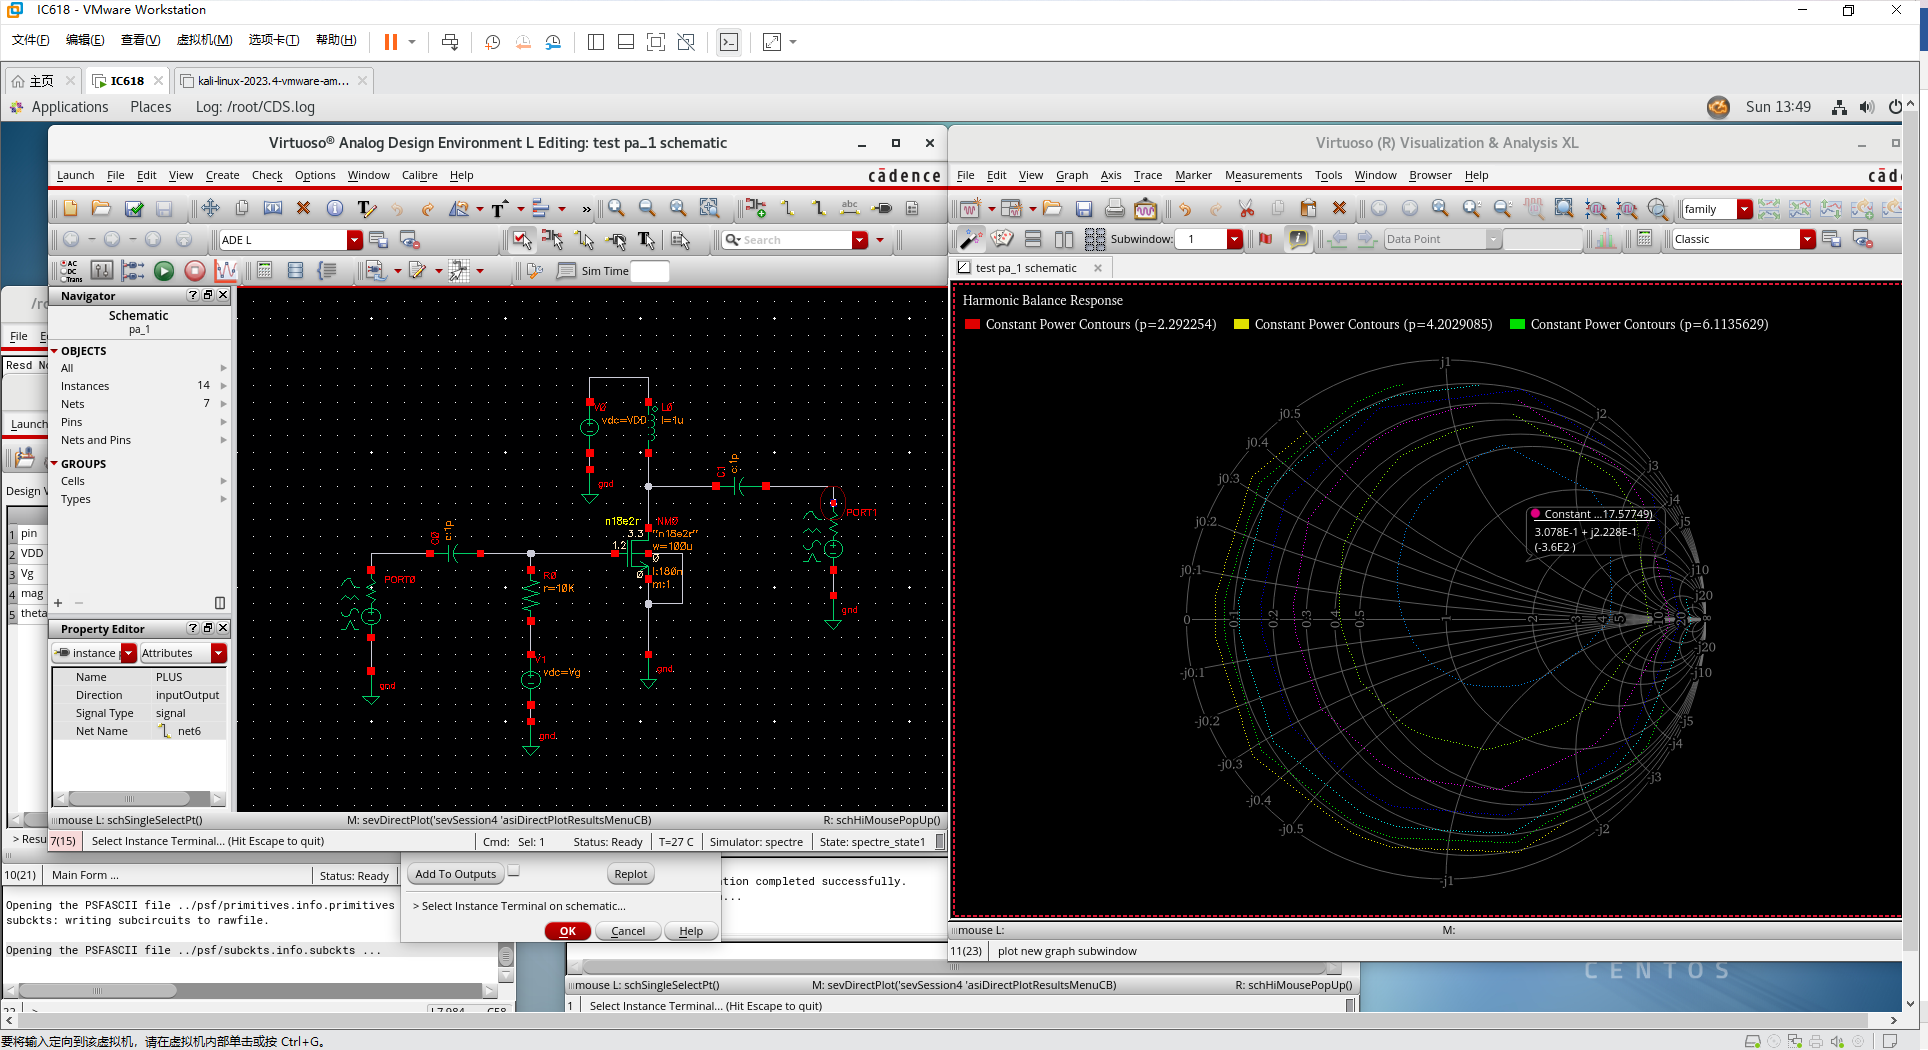 IC618 - VMware Workstation
文件(F) 编辑(E) 查看(V) 虚拟机(M) 选项卡(T) 帮助(H)
主页 IC618 kali-linux-2023.4-vmware-am...
Applications Places Log: /root/CDS.log Sun 13:49
Virtuoso® Analog Design Environment L Editing: test pa_1 schematic
Launch File Edit View Create Check Options Window Calibre Help cādence
ADE L Search
AC DC Trans Sim Time
Navigator
Schematic
pa_1
OBJECTS
All
Instances 14
Nets 7
Pins
Nets and Pins
GROUPS
Cells
Types
Property Editor
instance Attributes
Name PLUS
Direction inputOutput
Signal Type signal
Net Name net6
V0
vdc=VDD
L0
l=1u
gnd
C1
c:1p
PORT1
n18e2r
NM0
3.3
"n18e2r"
1.2
w=100u
0
l:180n
0
m:1
C0
c:1p
PORT0
R0
r=10K
gnd
gnd
V1
vdc=Vg
gnd
gnd
mouse L: schSingleSelectPt() M: sevDirectPlot('sevSession4 'asiDirectPlotResultsMenuCB) R: schHiMousePopUp()
7(15) Select Instance Terminal... (Hit Escape to quit) Cmd: Sel: 1 Status: Ready T=27 C Simulator: spectre State: spectre_state1
File
Resd
Launch
Design
1 pin
2 VDD
3 Vg
4 mag
5 theta
> Resu
10(21) Main Form ... Status: Ready
Opening the PSFASCII file ../psf/primitives.info.primitives
subckts: writing subcircuits to rawfile.
Opening the PSFASCII file ../psf/subckts.info.subckts ...
Add To Outputs Replot
> Select Instance Terminal on schematic...
OK Cancel Help
tion completed successfully.
...
mouse L: schSingleSelectPt() M: sevDirectPlot('sevSession4 'asiDirectPlotResultsMenuCB) R: schHiMousePopUp()
1 Select Instance Terminal... (Hit Escape to quit)
Virtuoso (R) Visualization & Analysis XL
File Edit View Graph Axis Trace Marker Measurements Tools Window Browser Help cād
family
Subwindow: 1 Data Point Classic
test pa_1 schematic
Harmonic Balance Response
Constant Power Contours (p=2.292254) Constant Power Contours (p=4.2029085) Constant Power Contours (p=6.1135629)
j1
j0.5 j2
j0.4
j0.3 j3
j4
j0.2 j5
Constant ...17.57749)
3.078E-1 + j2.228E-1
(-3.6E2 )
j0.1 j10
j20
0 0.1 0.2 0.3 0.4 0.5 1 2 3 4 5 10 20 8
-j20
-j0.1 -j10
-j0.2 -j5
-j4
-j0.3 -j3
-j0.4
-j0.5 -j2
-j1
mouse L: M:
11(23) plot new graph subwindow
CENTOS
要将输入定向到该虚拟机，请在虚拟机内部单击或按 Ctrl+G。